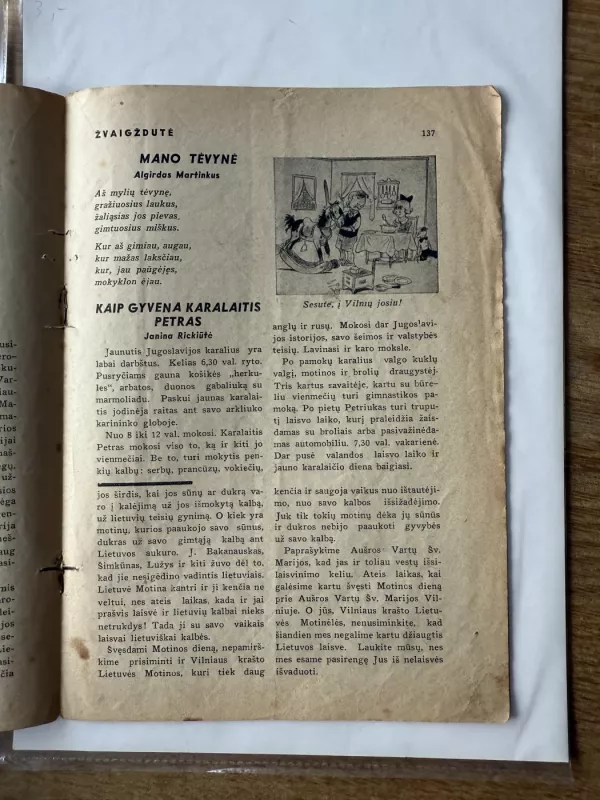 ŽVAIGŽDUTĖ
137
MANO TĖVYNĖ
Algirdas Martinkus
Aš myliu tėvynę,
gražiuosius laukus,
žaliąsias jos pievas,
gimtuosius miškus.
Kur aš gimiau, augau,
kur mažas laksčiau,
kur, jau paūgėjęs,
mokyklon ėjau.
Sesute, į Vilnių josiu!
KAIP GYVENA KARALAITIS
PETRAS
Janina Rickiūtė
Jaunutis Jugoslavijos karalius yra
labai darbštus. Kelias 6,30 val. ryto.
Pusryčiams gauna košikės „herku-
les“, arbatos, duonos gabaliuką su
marmoliadu. Paskui jaunas karalai-
tis jodinėja raitas ant savo arkliuko
karininko globoje.
Nuo 8 iki 12 val. mokosi. Karalaitis
Petras mokosi viso to, ką ir kiti jo
vienmečiai. Be to, turi mokytis pen-
kių kalbų: serbų, prancūzų, vokiečių,
anglų ir rusų. Mokosi dar Jugoslavi-
jos istorijos, savo šeimos ir valstybės
teisių. Lavinasi ir karo moksle.
Po pamokų karalius valgo kuklų
valgį, motinos ir brolių draugystėj.
Tris kartus savaitėje, kartu su būre-
liu vienmečių turi gimnastikos pa-
moką. Po pietų Petriukas turi trupu-
tį laisvo laiko, kurį praleidžia žais-
damas su broliais arba pasivažinėda-
mas automobiliu. 7,30 val. vakarienė.
Dar pusė valandos laisvo laiko ir
jauno karalaičio diena baigiasi.
jos širdis, kai jos sūnų ar dukrą va-
ro į kalėjimą už jos išmokytą kalbą,
už lietuvių teisių gynimą. O kiek yra
motinų, kurios paaukojo savo sūnus,
dukras už savo gimtąją kalbą ant
Lietuvos aukuro. J. Bakanauskas,
Šimkūnas, Lužys ir kiti žuvo dėl to,
kad jie nesigėdino vadintis lietuviais.
Lietuvė Motina kantri ir ji kenčia ne
veltui, nes ateis laikas, kada ir jai
prašvis laisvė ir lietuvių kalbai nieks
netrukdys! Tada ji su savo vaikais
laisvai lietuviškai kalbės.
Švęsdami Motinos dieną, nepamirš-
kime prisiminti ir Vilniaus krašto
Lietuvės Motinos, kuri tiek daug
kenčia ir saugoja vaikus nuo ištautėji-
mo, nuo savo kalbos išsižadėjimo.
Juk tik tokių motinų dėka jų sūnūs
ir dukros nebijo paaukoti gyvybės
už savo kalbą.
Paprašykime Aušros Vartų Šv.
Marijos, kad jas ir toliau vestų išsi-
laisvinimo keliu. Ateis laikas, kai
galėsime kartu švęsti Motinos dieną
prie Aušros Vartų Šv. Marijos Vil-
niuje. O jūs, Vilniaus krašto Lietu-
vės Motinėlės, nenusiminkite, kad
šiandien mes negalime kartu džiaugtis
Lietuvos laisve. Laukite mūsų, nes
mes esame pasirengę Jus iš nelaisvės
išvaduoti.